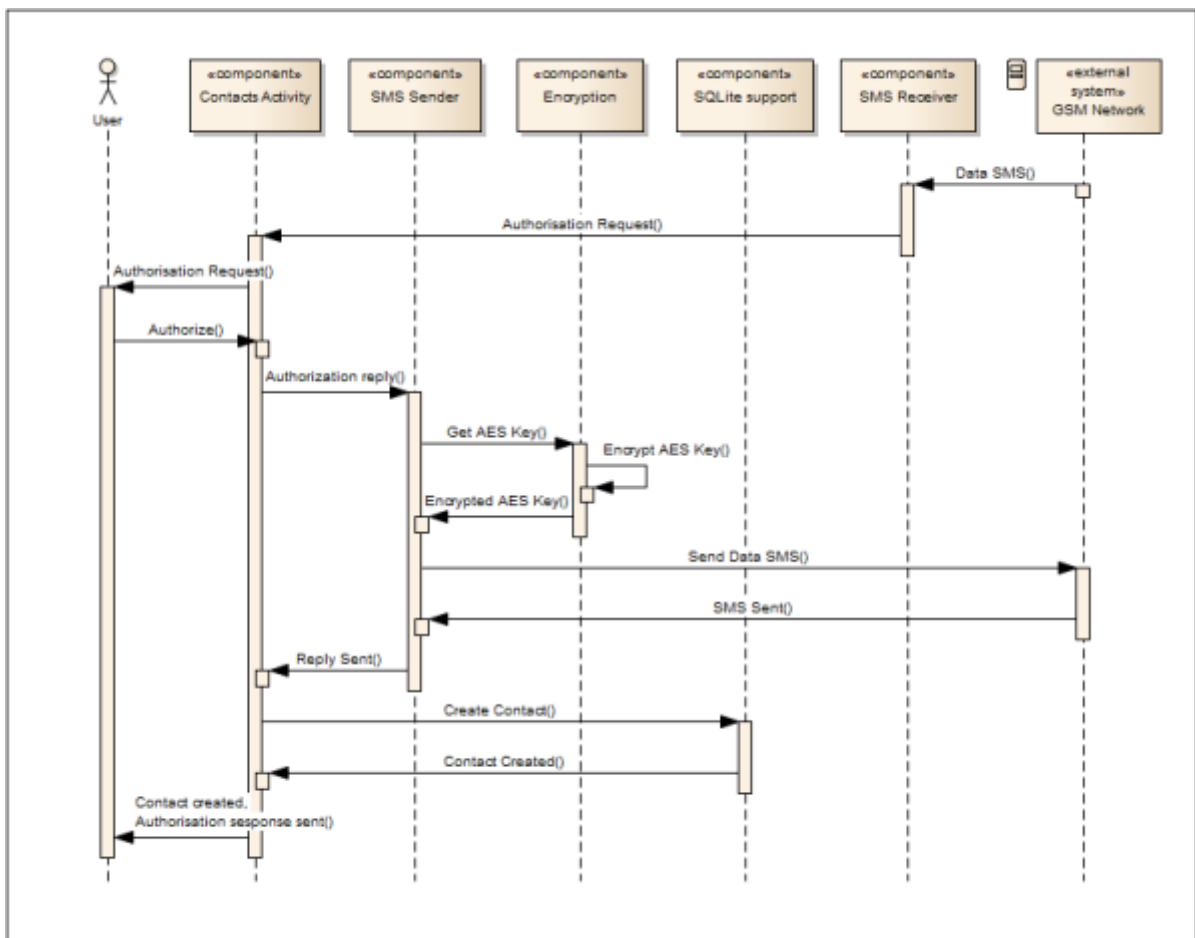 User
«component»
Contacts Activity
«component»
SMS Sender
«component»
Encryption
«component»
SQLite support
«component»
SMS Receiver
«external
system»
GSM Network
Data SMS()
Authorisation Request()
Authorisation Request()
Authorize()
Authorization reply()
Get AES Key()
Encrypt AES Key()
Encrypted AES Key()
Send Data SMS()
SMS Sent()
Reply Sent()
Create Contact()
Contact Created()
Contact created,
Authorisation sesponse sent()